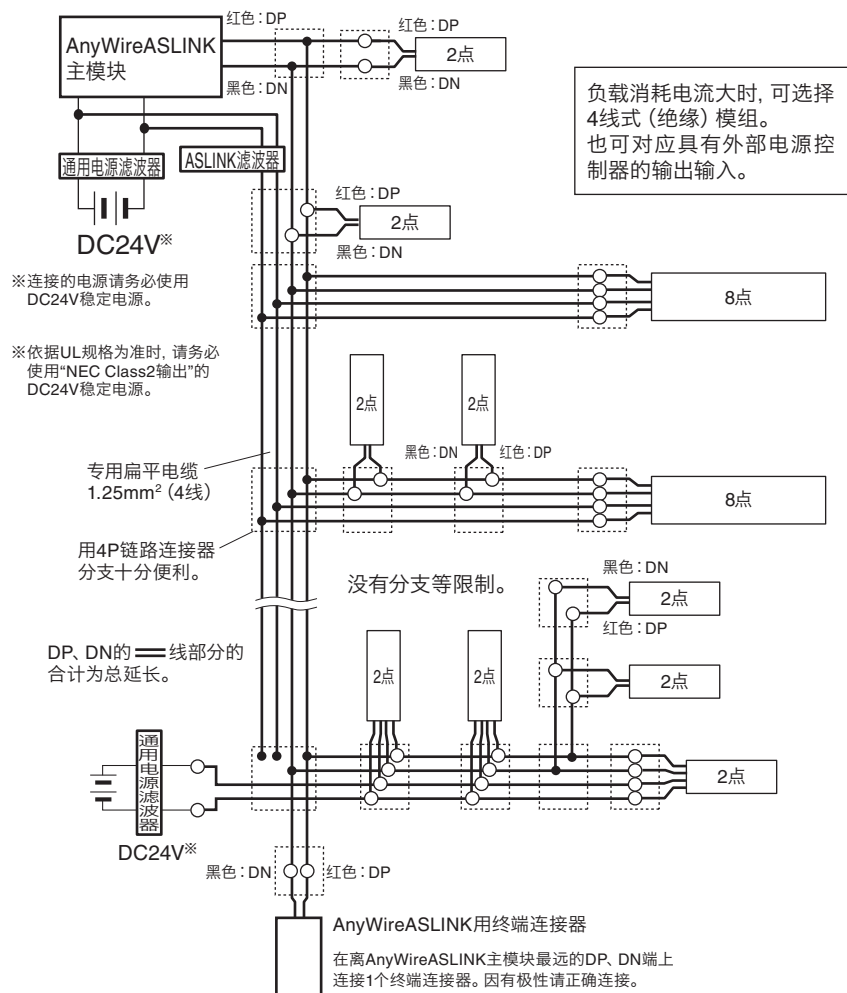 红色：DP
AnyWireASLINK
主模块
黑色：DN
红色：DP
2点
黑色：DN
负载消耗电流大时，可选择
4线式（绝缘）模组。
也可对应具有外部电源控
制器的输出输入。
通用电源滤波器
ASLINK滤波器
DC24V※
红色：DP
2点
黑色：DN
※连接的电源请务必使用
DC24V稳定电源。
8点
※依据UL规格为准时，请务必
使用“NEC Class2输出”的
DC24V稳定电源。
2点
2点
黑色：DN
红色：DP
专用扁平电缆
1.25mm²（4线）
8点
用4P链路连接器
分支十分便利。
没有分支等限制。
黑色：DN
2点
红色：DP
DP、DN的 线部分的
合计为总延长。
2点
2点
2点
通用电源滤波器
2点
DC24V※
黑色：DN
红色：DP
AnyWireASLINK用终端连接器
在离AnyWireASLINK主模块最远的DP、DN端上
连接1个终端连接器。因有极性请正确连接。